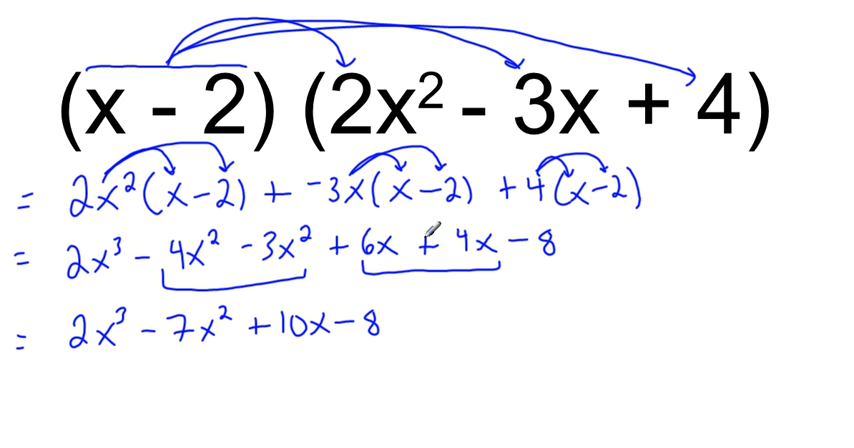 (x - 2) (2x² - 3x + 4)
= 2x²(x-2) + -3x(x-2) + 4(x-2)
= 2x³ - 4x² - 3x² + 6x + 4x - 8
= 2x³ - 7x² + 10x - 8